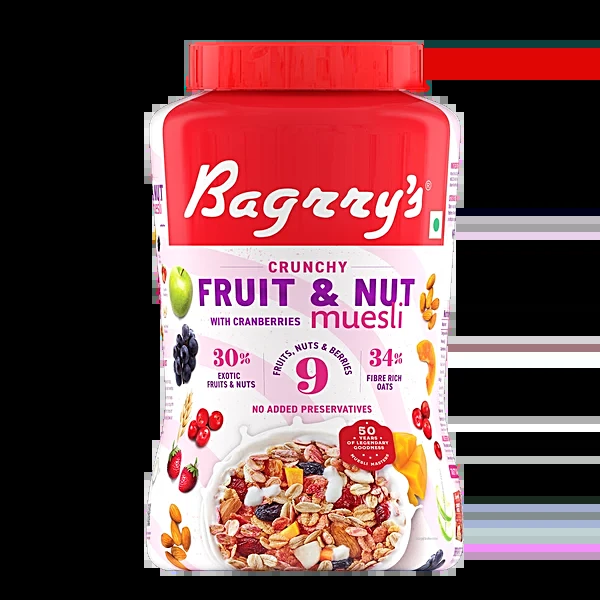 Bagrry's®
CRUNCHY
FRUIT & NUT
WITH CRANBERRIES muesli
30%
EXOTIC
FRUITS & NUTS
FRUITS, NUTS & BERRIES
9
34%
FIBRE RICH
OATS
NO ADDED PRESERVATIVES
50
YEARS
OF LEGENDARY
GOODNESS